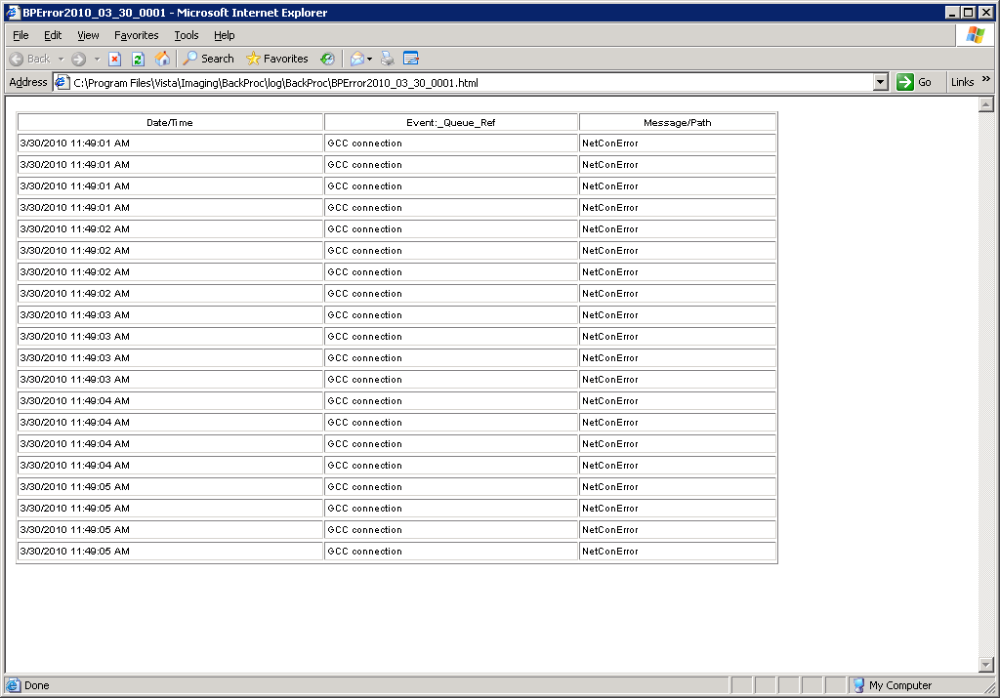 BPError2010_03_30_0001 - Microsoft Internet Explorer
File Edit View Favorites Tools Help
Back Search Favorites
Address C:\Program Files\Vista\Imaging\BackProc\log\BackProc\BPError2010_03_30_0001.html Go Links »
Date/Time Event:_Queue_Ref Message/Path
3/30/2010 11:49:01 AM GCC connection NetConError
3/30/2010 11:49:01 AM GCC connection NetConError
3/30/2010 11:49:01 AM GCC connection NetConError
3/30/2010 11:49:01 AM GCC connection NetConError
3/30/2010 11:49:02 AM GCC connection NetConError
3/30/2010 11:49:02 AM GCC connection NetConError
3/30/2010 11:49:02 AM GCC connection NetConError
3/30/2010 11:49:02 AM GCC connection NetConError
3/30/2010 11:49:03 AM GCC connection NetConError
3/30/2010 11:49:03 AM GCC connection NetConError
3/30/2010 11:49:03 AM GCC connection NetConError
3/30/2010 11:49:03 AM GCC connection NetConError
3/30/2010 11:49:04 AM GCC connection NetConError
3/30/2010 11:49:04 AM GCC connection NetConError
3/30/2010 11:49:04 AM GCC connection NetConError
3/30/2010 11:49:04 AM GCC connection NetConError
3/30/2010 11:49:05 AM GCC connection NetConError
3/30/2010 11:49:05 AM GCC connection NetConError
3/30/2010 11:49:05 AM GCC connection NetConError
3/30/2010 11:49:05 AM GCC connection NetConError
Done My Computer